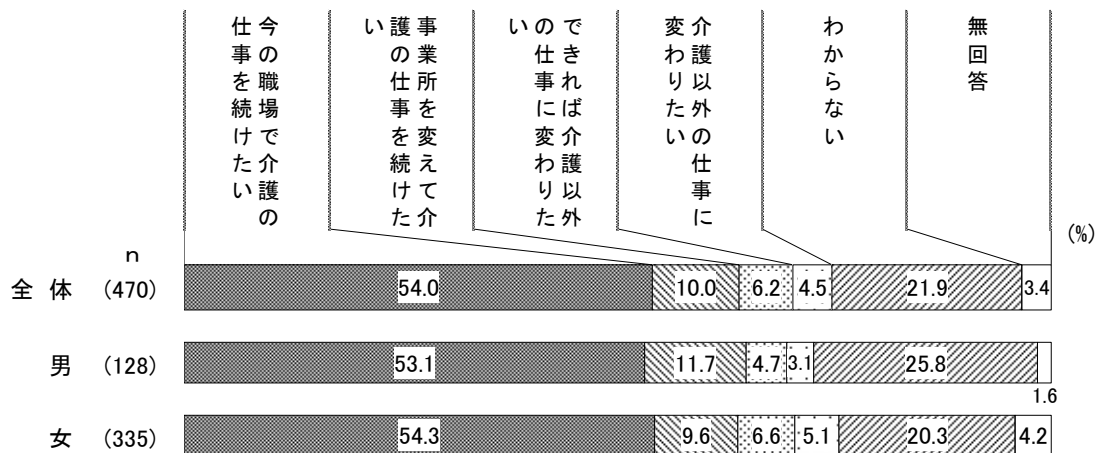 今の職場で介護の
仕事を続けたい
事業所を変えて介
護の仕事を続けた
い
できれば介護以外
の仕事に変わりた
い
介護以外の仕事に
変わりたい
わからない
無回答
(%)
n
全 体 (470) 54.0 10.0 6.2 4.5 21.9 3.4
男 (128) 53.1 11.7 4.7 3.1 25.8 1.6
女 (335) 54.3 9.6 6.6 5.1 20.3 4.2